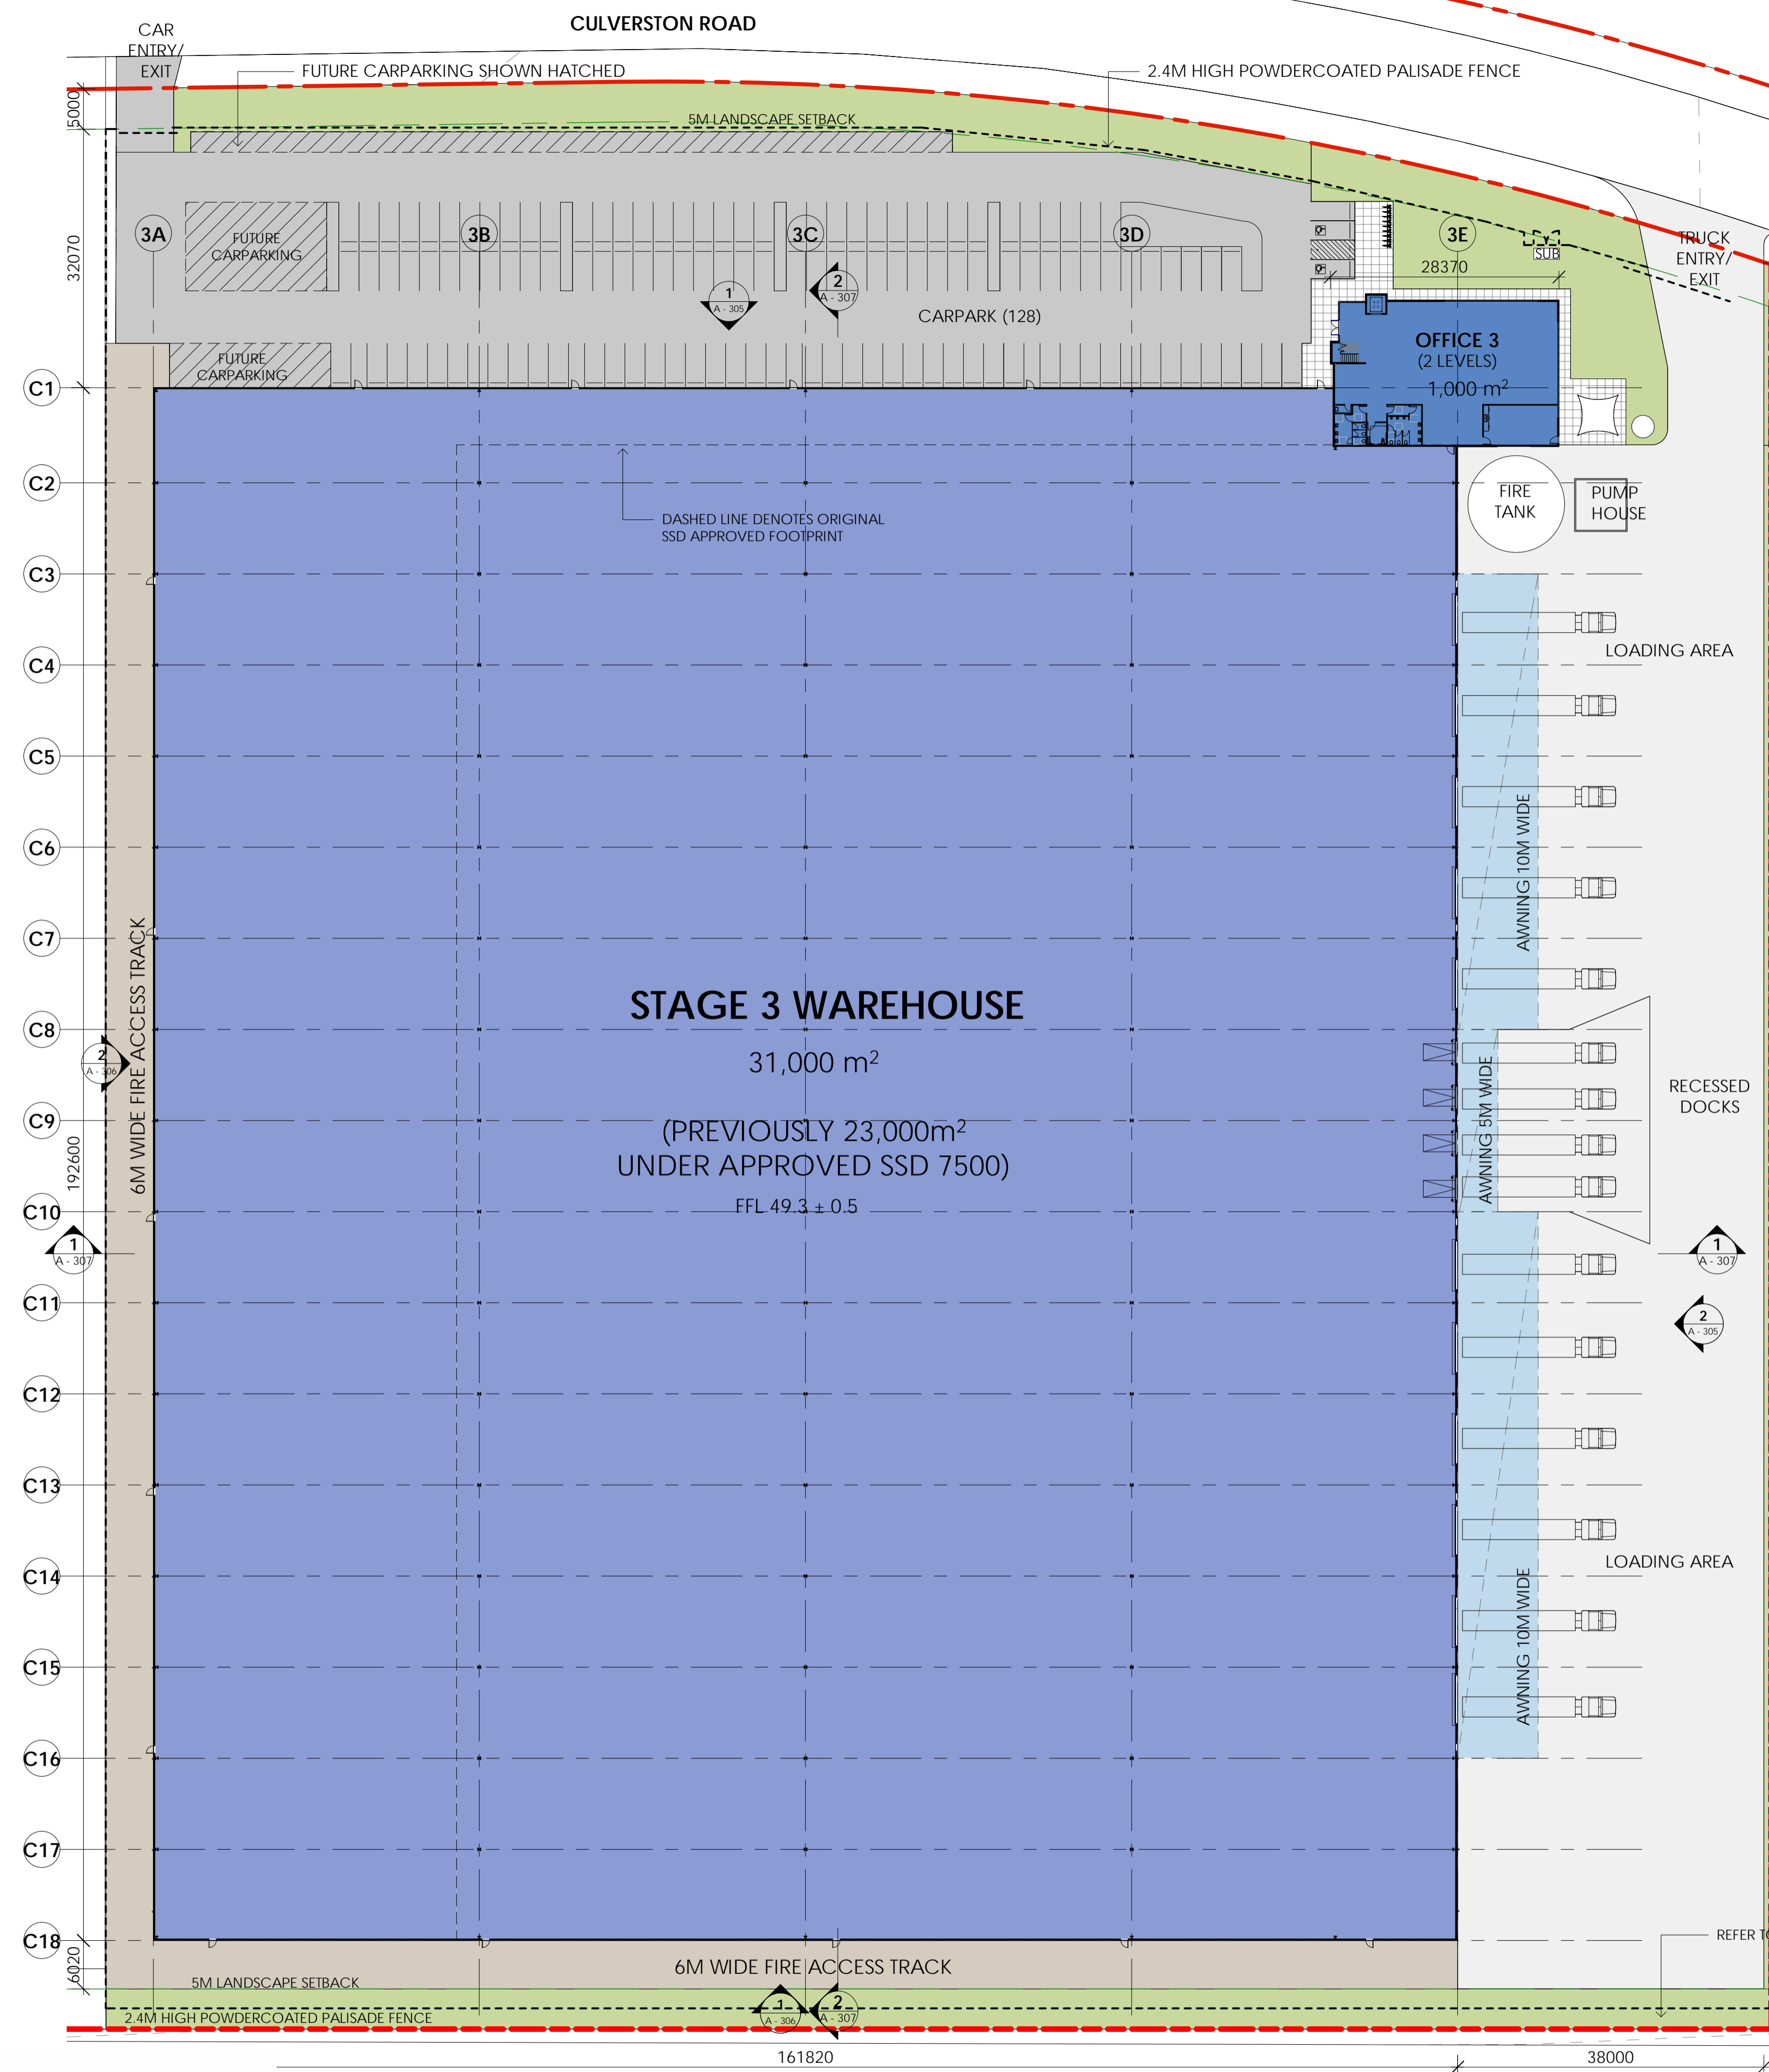 CULVERSTON ROAD
CAR
ENTRY/
EXIT
FUTURE CARPARKING SHOWN HATCHED
2.4M HIGH POWDERCOATED PALISADE FENCE
5000
5M LANDSCAPE SETBACK
32070
3A
3B
3C
3D
3E
FUTURE
CARPARKING
SUB
TRUCK
ENTRY/
EXIT
28370
1
A - 305
2
A - 307
CARPARK (128)
OFFICE 3
(2 LEVELS)
1,000 m²
FUTURE
CARPARKING
C1
C2
FIRE
TANK
PUMP
HOUSE
DASHED LINE DENOTES ORIGINAL
SSD APPROVED FOOTPRINT
C3
C4
LOADING AREA
C5
C6
AWNING 10M WIDE
C7
6M WIDE FIRE ACCESS TRACK
STAGE 3 WAREHOUSE
C8
31,000 m²
2
A - 306
AWNING 5M WIDE
RECESSED
DOCKS
C9
(PREVIOUSLY 23,000m²
UNDER APPROVED SSD 7500)
192600
FFL 49.3 ± 0.5
C10
1
A - 307
1
A - 307
C11
2
A - 305
C12
C13
C14
LOADING AREA
AWNING 10M WIDE
C15
C16
C17
C18
REFER TO
6020
6M WIDE FIRE ACCESS TRACK
5M LANDSCAPE SETBACK
1
A - 306
2
A - 307
2.4M HIGH POWDERCOATED PALISADE FENCE
161820
38000